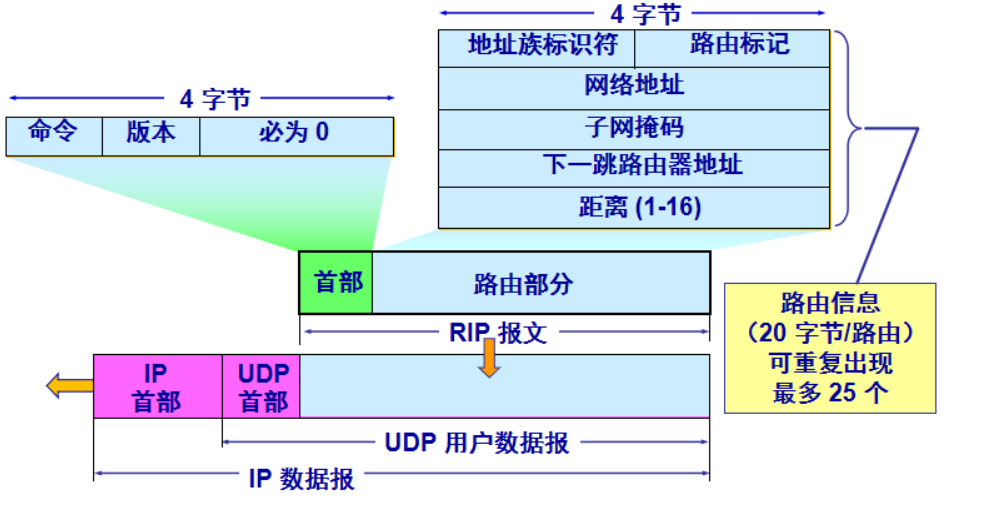 4 字节
地址族标识符
路由标记
网络地址
子网掩码
下一跳路由器地址
距离 (1-16)
4 字节
命令
版本
必为 0
首部
路由部分
RIP 报文
路由信息
（20 字节/路由）
可重复出现
最多 25 个
IP
首部
UDP
首部
UDP 用户数据报
IP 数据报